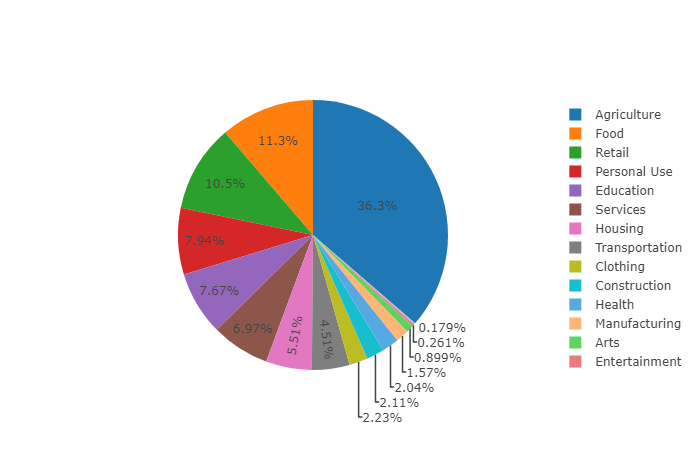 36.3%
11.3%
10.5%
7.94%
7.67%
6.97%
5.51%
4.51%
2.23%
2.11%
2.04%
1.57%
0.899%
0.261%
0.179%
Agriculture
Food
Retail
Personal Use
Education
Services
Housing
Transportation
Clothing
Construction
Health
Manufacturing
Arts
Entertainment